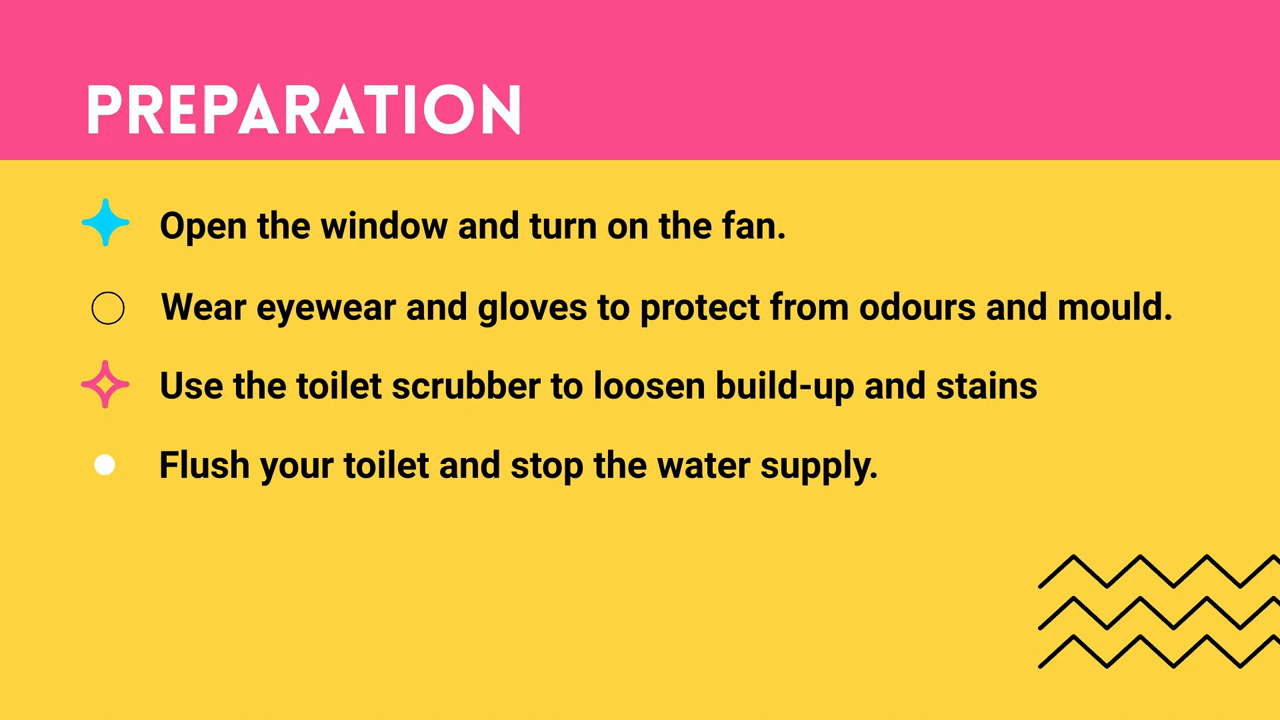 PREPARATION
Open the window and turn on the fan.
Wear eyewear and gloves to protect from odours and mould.
Use the toilet scrubber to loosen build-up and stains
Flush your toilet and stop the water supply.